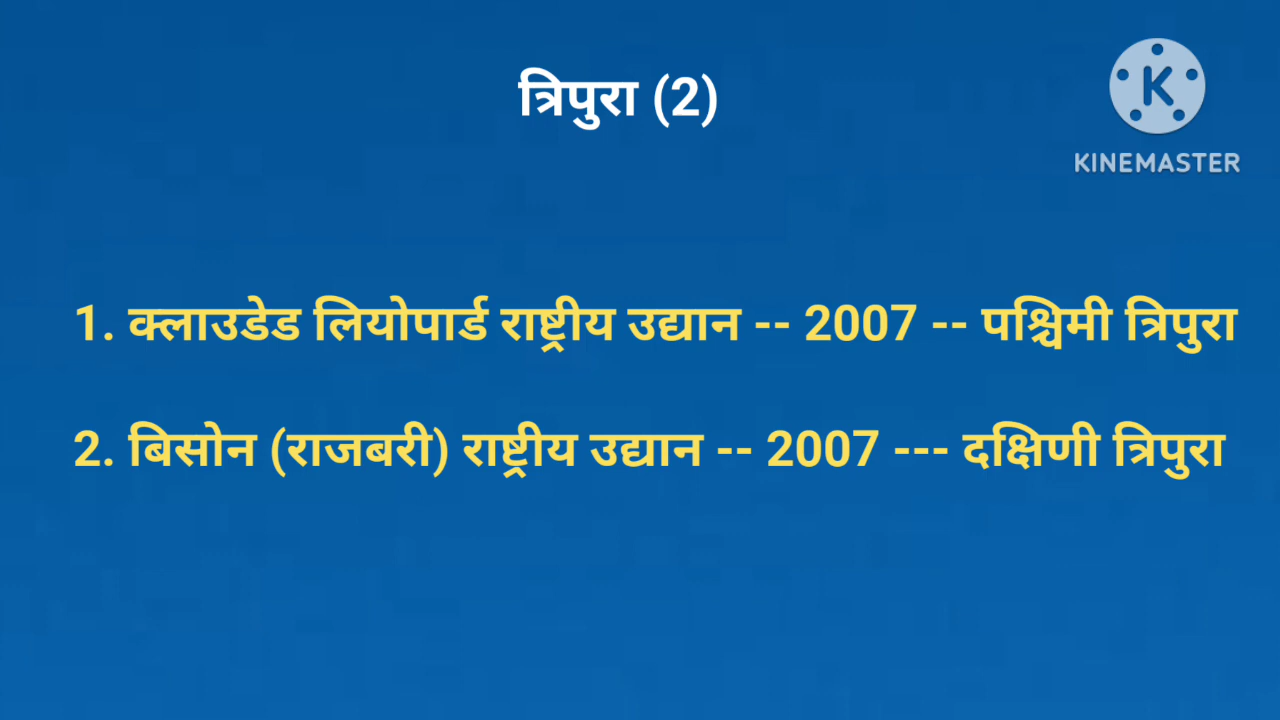 त्रिपुरा (2)
KINEMASTER
1. क्लाउडेड लियोपार्ड राष्ट्रीय उद्यान -- 2007 -- पश्चिमी त्रिपुरा
2. बिसोन (राजबरी) राष्ट्रीय उद्यान -- 2007 --- दक्षिणी त्रिपुरा